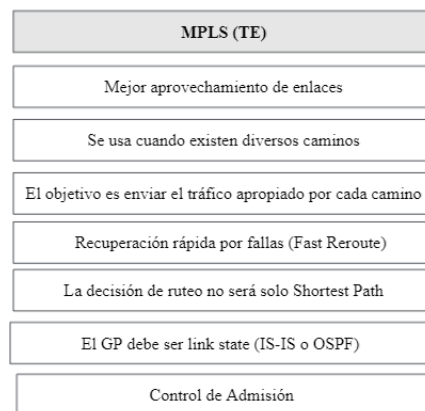 MPLS (TE)
Mejor aprovechamiento de enlaces
Se usa cuando existen diversos caminos
El objetivo es enviar el tráfico apropiado por cada camino
Recuperación rápida por fallas (Fast Reroute)
La decisión de ruteo no será solo Shortest Path
El GP debe ser link state (IS-IS o OSPF)
Control de Admisión